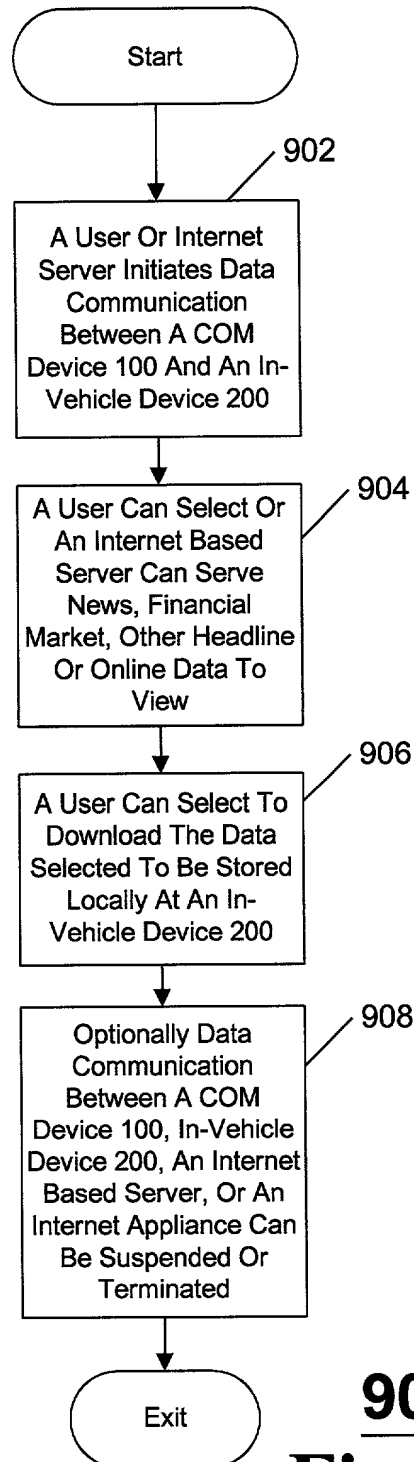 Start
902
A User Or Internet
Server Initiates Data
Communication
Between A COM
Device 100 And An In-
Vehicle Device 200
904
A User Can Select Or
An Internet Based
Server Can Serve
News, Financial
Market, Other Headline
Or Online Data To
View
906
A User Can Select To
Download The Data
Selected To Be Stored
Locally At An In-
Vehicle Device 200
908
Optionally Data
Communication
Between A COM
Device 100, In-Vehicle
Device 200, An Internet
Based Server, Or An
Internet Appliance Can
Be Suspended Or
Terminated
Exit